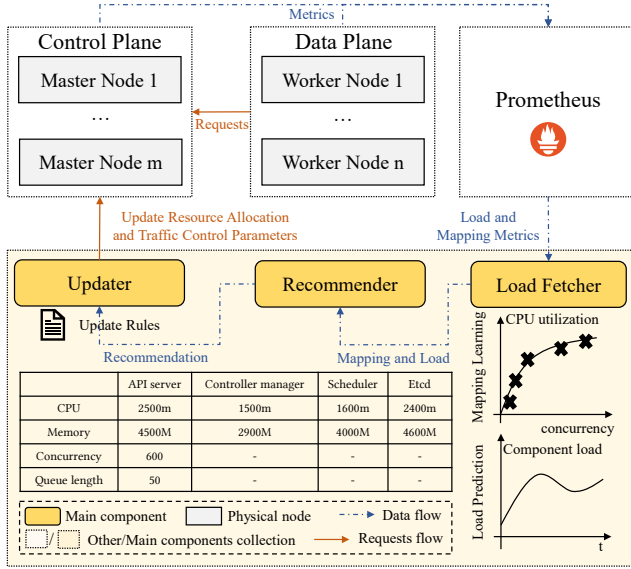 Metrics
Control Plane
Data Plane
Master Node 1
Worker Node 1
...
...
Prometheus
Requests
Master Node m
Worker Node n
Update Resource Allocation
and Traffic Control Parameters
Load and
Mapping Metrics
Updater
Recommender
Load Fetcher
Update Rules
Recommendation
Mapping and Load
CPU utilization
Mapping Learning
concurrency
API server Controller manager Scheduler Etcd
CPU 2500m 1500m 1600m 2400m
Memory 4500M 2900M 4000M 4600M
Concurrency 600 - - -
Queue length 50 - - -
Component load
Load Prediction
t
Main component Physical node Data flow
/ Other/Main components collection Requests flow